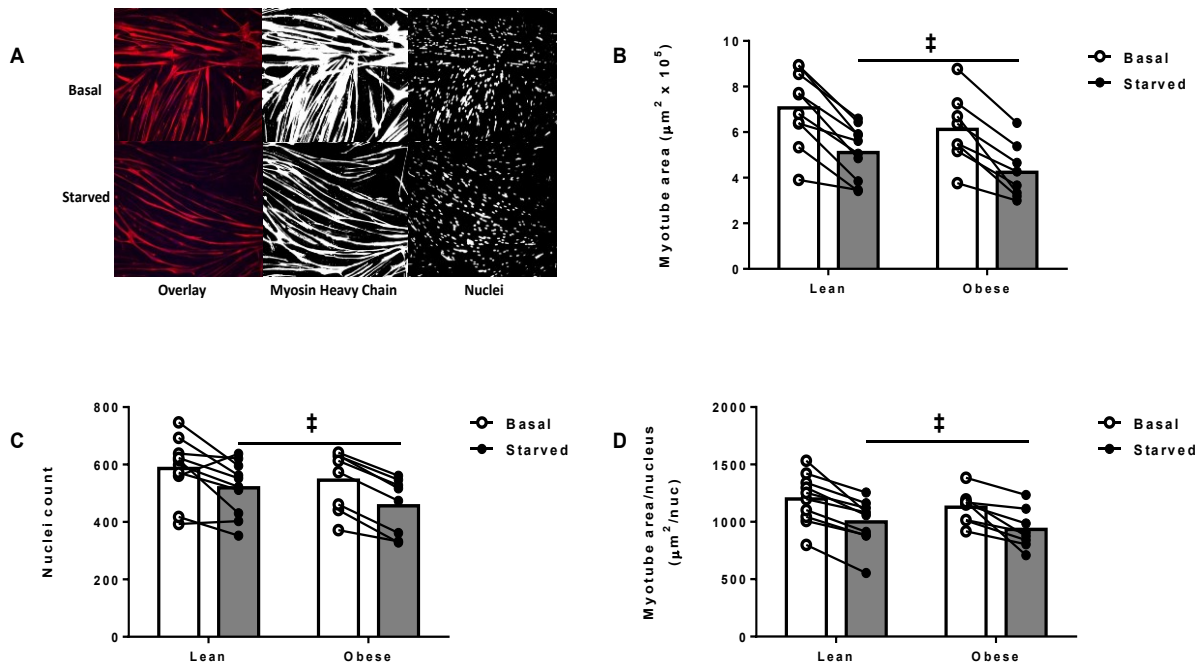 A
Basal
Starved
Overlay
Myosin Heavy Chain
Nuclei
B
Myotube area (μm² x 10⁵)
10
8
6
4
2
0
‡
Lean
Obese
Basal
Starved
C
Nuclei count
800
600
400
200
0
‡
Lean
Obese
Basal
Starved
D
Myotube area/nucleus
(μm²/nuc)
2000
1500
1000
500
0
‡
Lean
Obese
Basal
Starved